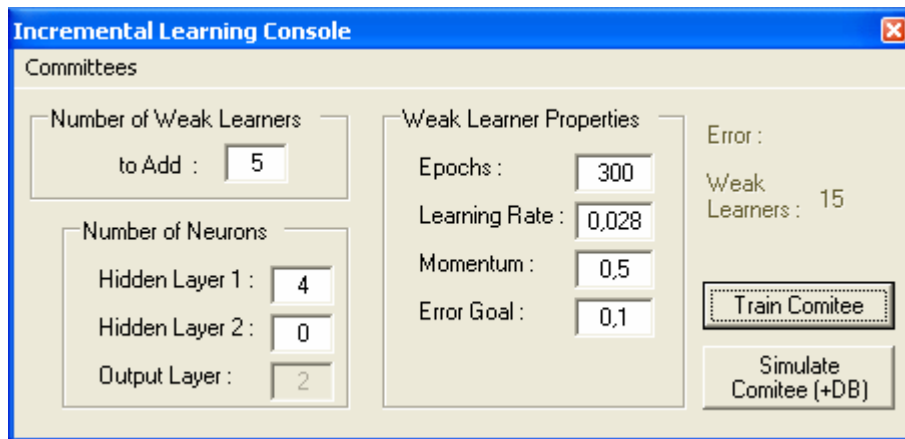 Incremental Learning Console
Committees
Number of Weak Learners
to Add : 5
Number of Neurons
Hidden Layer 1 : 4
Hidden Layer 2 : 0
Output Layer : 2
Weak Learner Properties
Epochs : 300
Learning Rate : 0,028
Momentum : 0,5
Error Goal : 0,1
Error :
Weak
Learners : 15
Train Comitee
Simulate
Comitee (+DB)